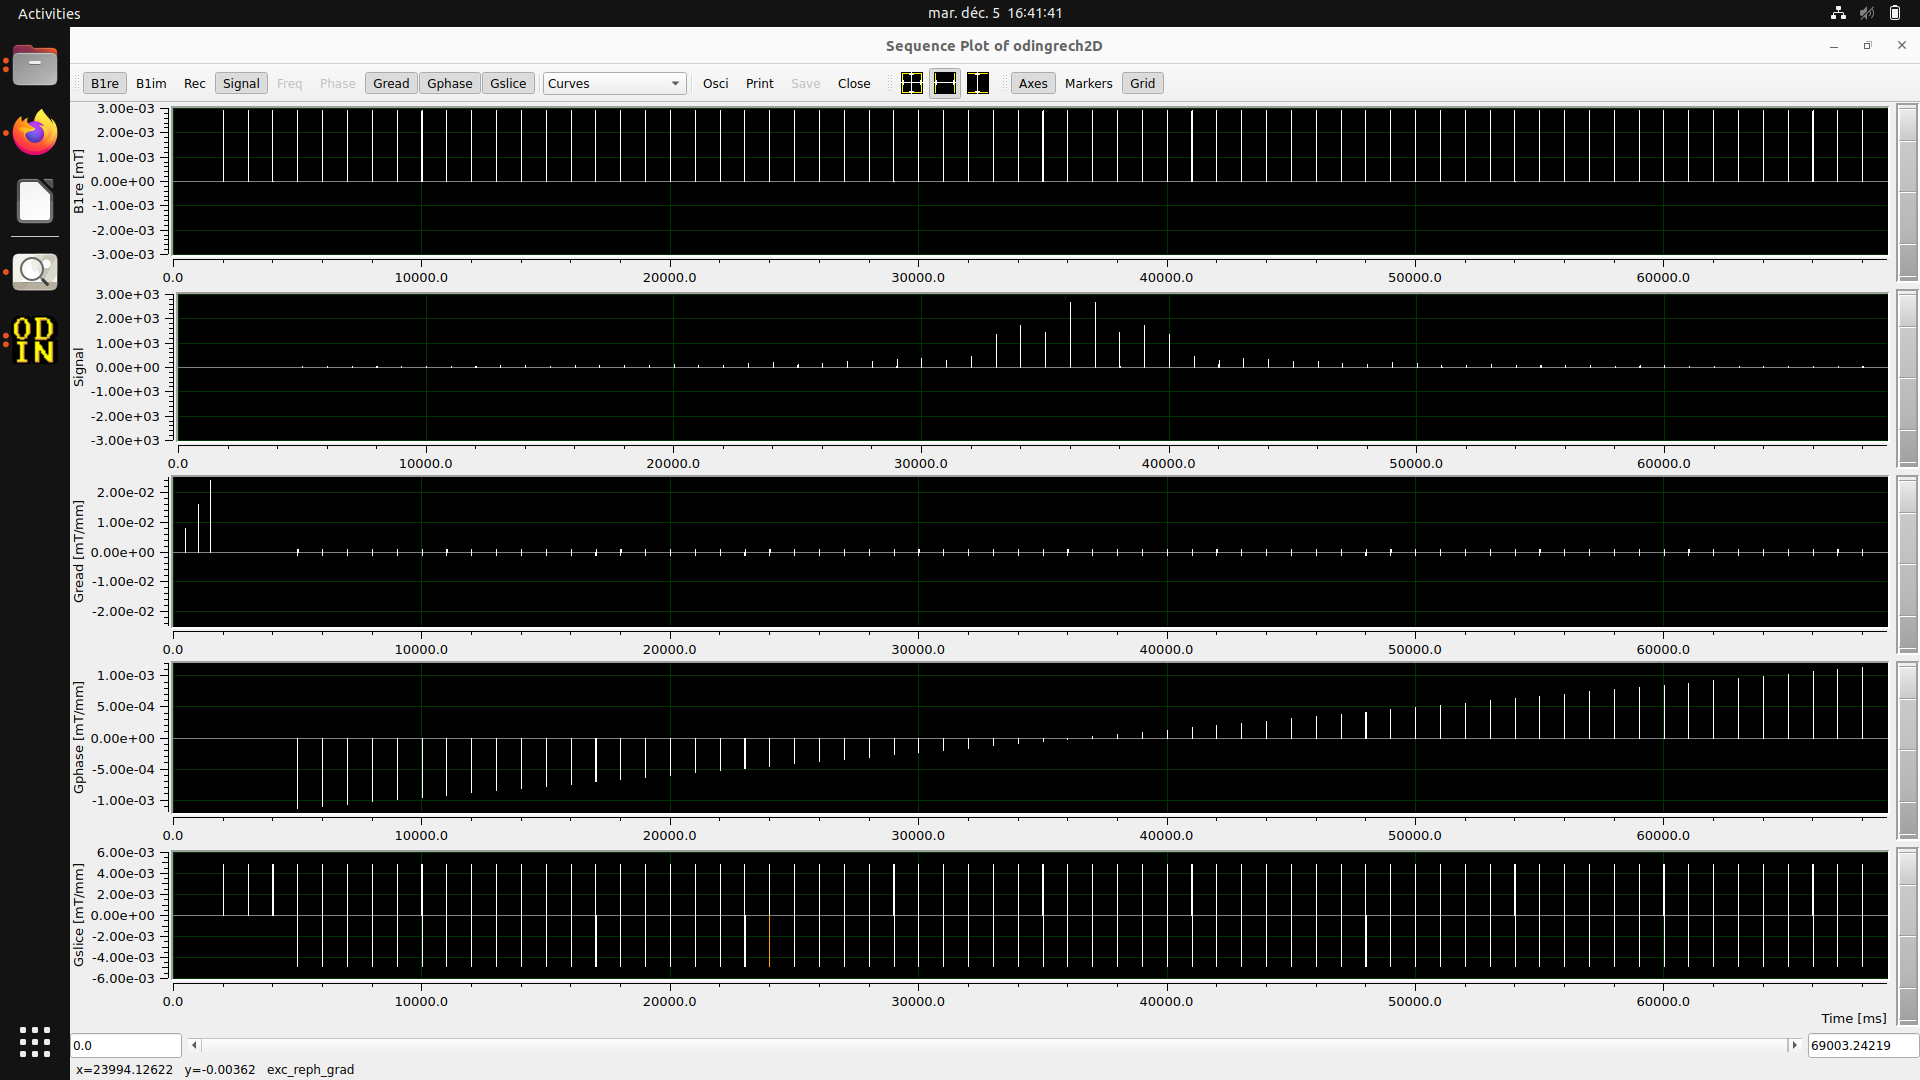 Activities
mar. déc. 5 16:41:41
Sequence Plot of odingrech2D
B1re B1im Rec Signal Freq Phase Gread Gphase Gslice Curves Osci Print Save Close Axes Markers Grid
B1re [mT]
3.00e-03
2.00e-03
1.00e-03
0.00e+00
-1.00e-03
-2.00e-03
-3.00e-03
0.0 10000.0 20000.0 30000.0 40000.0 50000.0 60000.0
Signal
3.00e+03
2.00e+03
1.00e+03
0.00e+00
-1.00e+03
-2.00e+03
-3.00e+03
0.0 10000.0 20000.0 30000.0 40000.0 50000.0 60000.0
Gread [mT/mm]
2.00e-02
1.00e-02
0.00e+00
-1.00e-02
-2.00e-02
0.0 10000.0 20000.0 30000.0 40000.0 50000.0 60000.0
Gphase [mT/mm]
1.00e-03
5.00e-04
0.00e+00
-5.00e-04
-1.00e-03
0.0 10000.0 20000.0 30000.0 40000.0 50000.0 60000.0
Gslice [mT/mm]
6.00e-03
4.00e-03
2.00e-03
0.00e+00
-2.00e-03
-4.00e-03
-6.00e-03
0.0 10000.0 20000.0 30000.0 40000.0 50000.0 60000.0
Time [ms]
0.0
69003.24219
x=23994.12622 y=-0.00362 exc_reph_grad
OD
IN